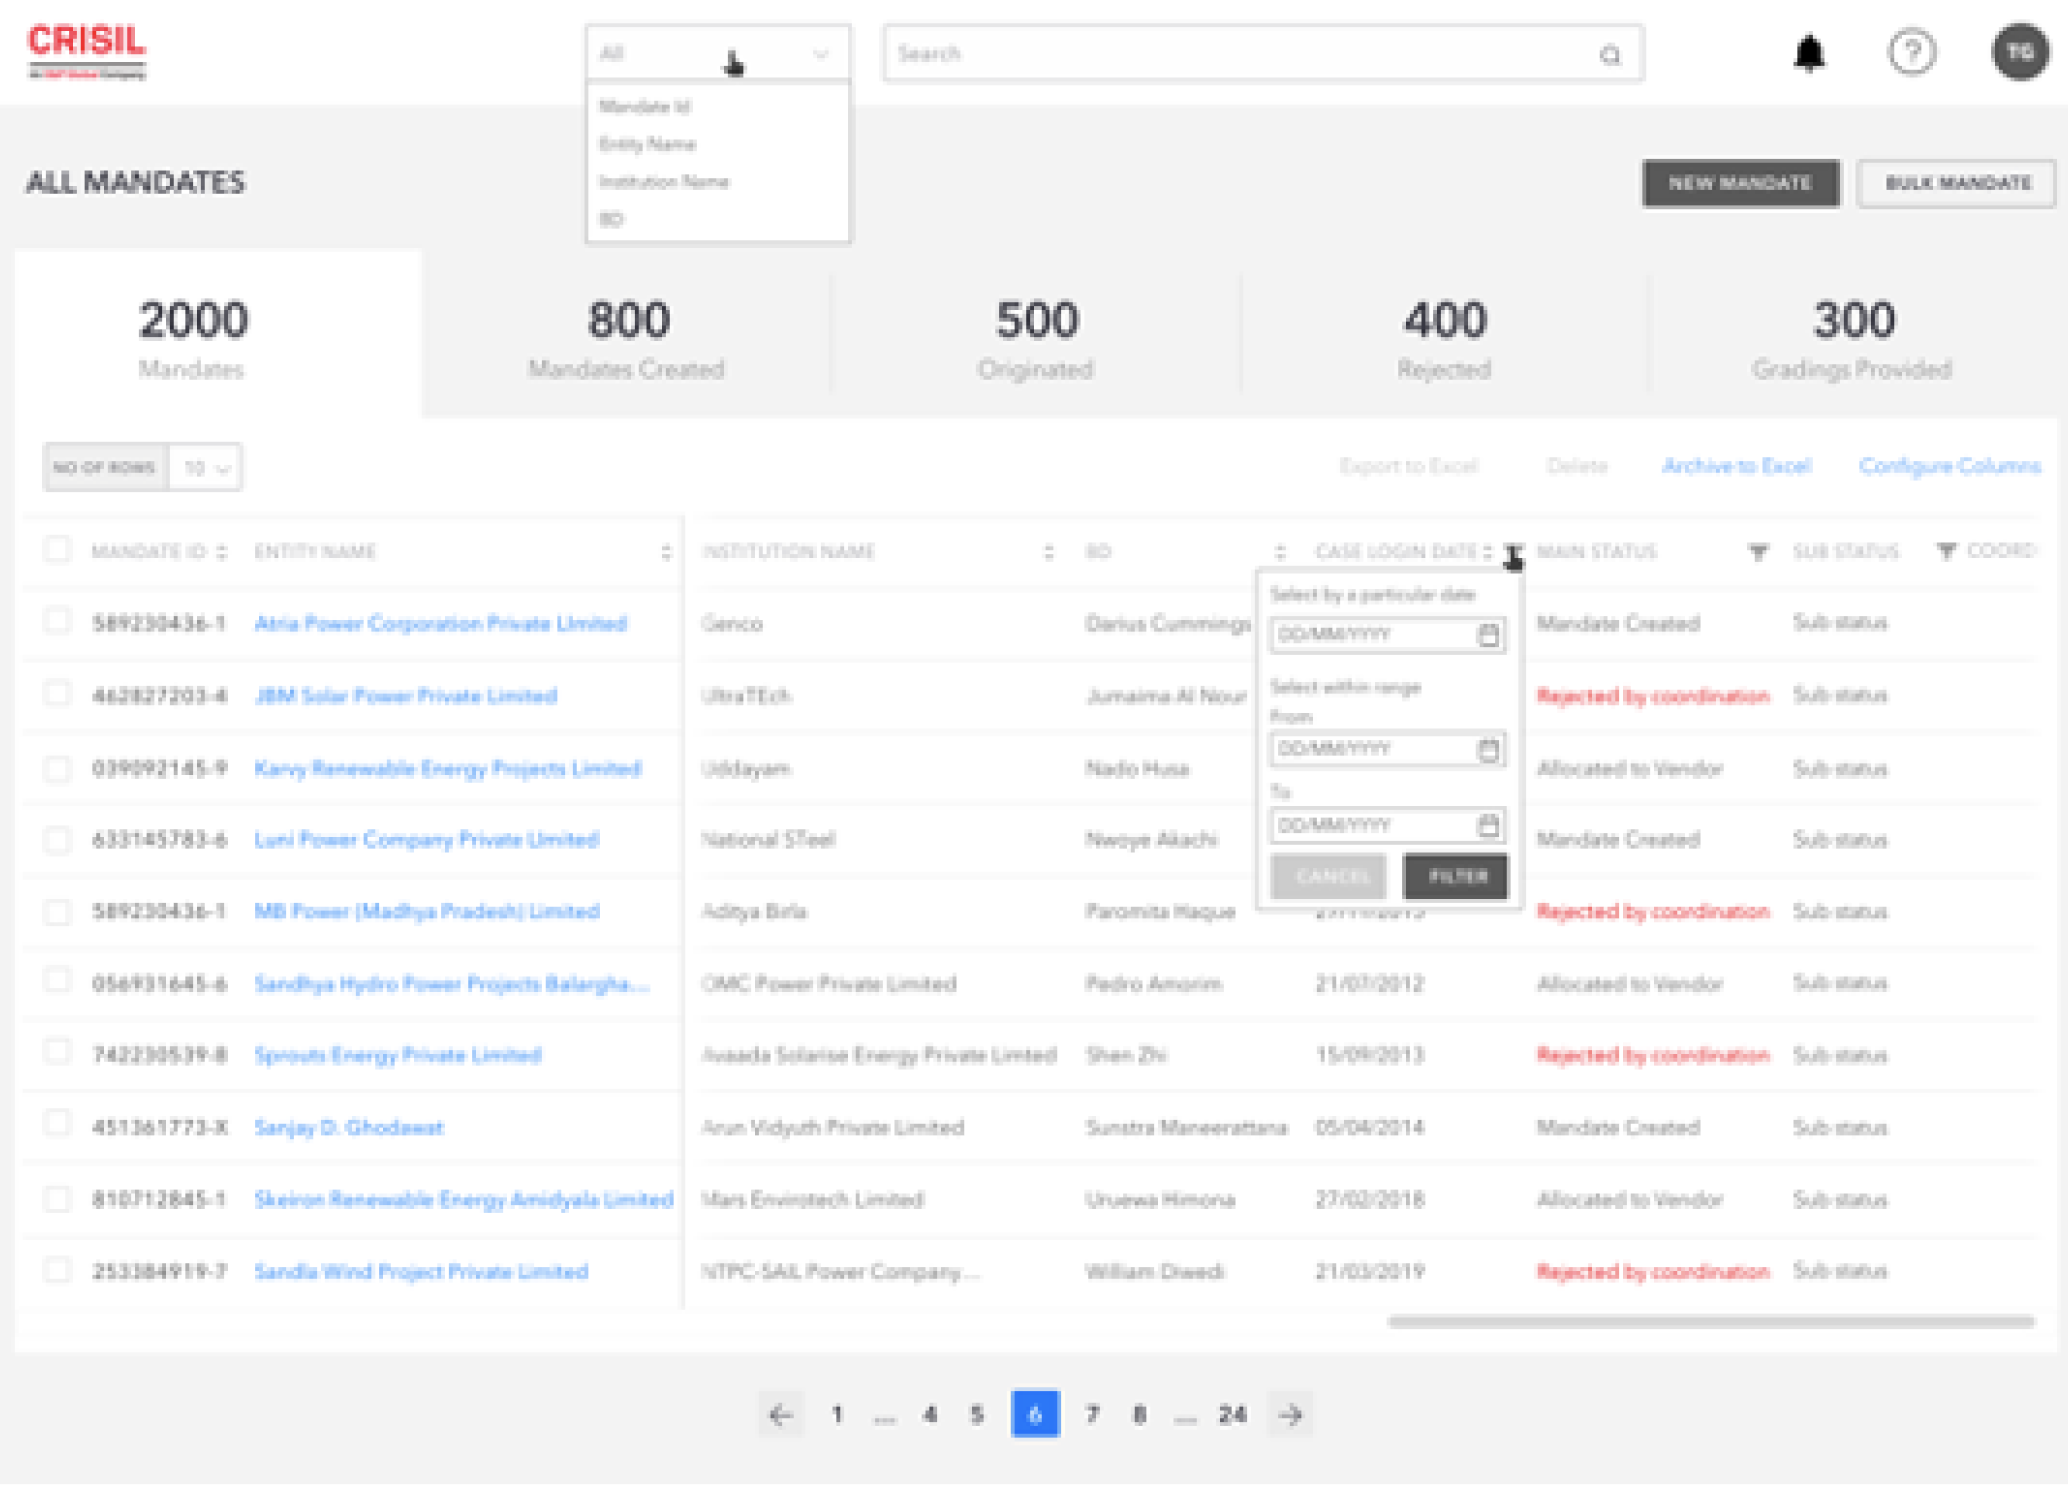 CRISIL
An S&P Global Company
All
Search
TG
Mandate Id
Entity Name
Institution Name
BD
ALL MANDATES
NEW MANDATE
BULK MANDATE
2000
Mandates
800
Mandates Created
500
Originated
400
Rejected
300
Gradings Provided
NO OF ROWS 10
Export to Excel Delete Archive to Excel Configure Columns
MANDATE ID ENTITY NAME INSTITUTION NAME BD CASE LOGIN DATE MAIN STATUS SUB STATUS COORD
589230436-1 Atria Power Corporation Private LImited Genco Darius Cummings Mandate Created Sub status
462827203-4 JBM Solar Power Private Limited UltraTEch Jumaima Al Nour Rejected by coordination Sub status
039092145-9 Karvy Renewable Energy Projects Limited Uddayam Nado Husa Allocated to Vendor Sub status
633145783-6 Luni Power Company Private LImited National STeel Nwoye Akachi Mandate Created Sub status
589230436-1 MB Power (Madhya Pradesh) Limited Aditya Birla Paromita Haque Rejected by coordination Sub status
056931645-6 Sandhya Hydro Power Projects Balargha... OMC Power Private Limited Pedro Amorim 21/07/2012 Allocated to Vendor Sub status
742230539-8 Sprouts Energy Private Limited Avaada Solarise Energy Private Limted Shen Zhi 15/09/2013 Rejected by coordination Sub status
451361773-X Sanjay D. Ghodawat Arun Vidyuth Private Limited Sunstra Maneerattana 05/04/2014 Mandate Created Sub status
810712845-1 Skeiron Renewable Energy Amidyala Limited Mars Envirotech Limited Uruewa Himona 27/02/2018 Allocated to Vendor Sub status
253384919-7 Sandla Wind Project Private Limited NTPC-SAIL Power Company... William Diwedi 21/03/2019 Rejected by coordination Sub status
Select by a particular date
DD/MM/YYYY
Select within range
From
DD/MM/YYYY
To
DD/MM/YYYY
CANCEL FILTER
1 ... 4 5 6 7 8 ... 24